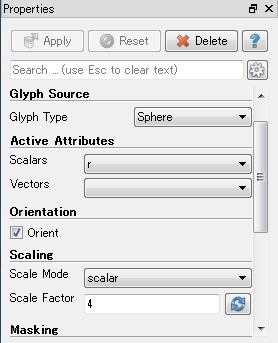 Properties
Apply Reset Delete ?
Search ... (use Esc to clear text)
Glyph Source
Glyph Type Sphere
Active Attributes
Scalars r
Vectors
Orientation
Orient
Scaling
Scale Mode scalar
Scale Factor 4
Masking